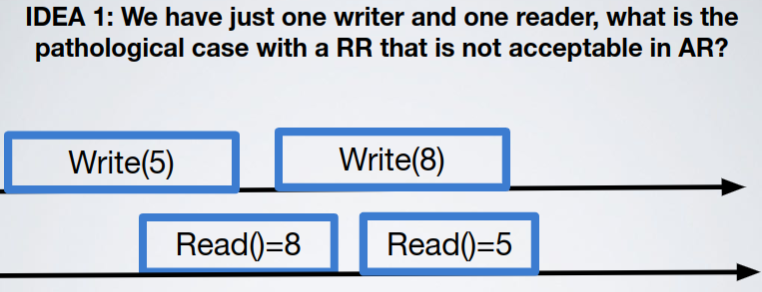 IDEA 1: We have just one writer and one reader, what is the
pathological case with a RR that is not acceptable in AR?
Write(5)
Write(8)
Read()=8
Read()=5